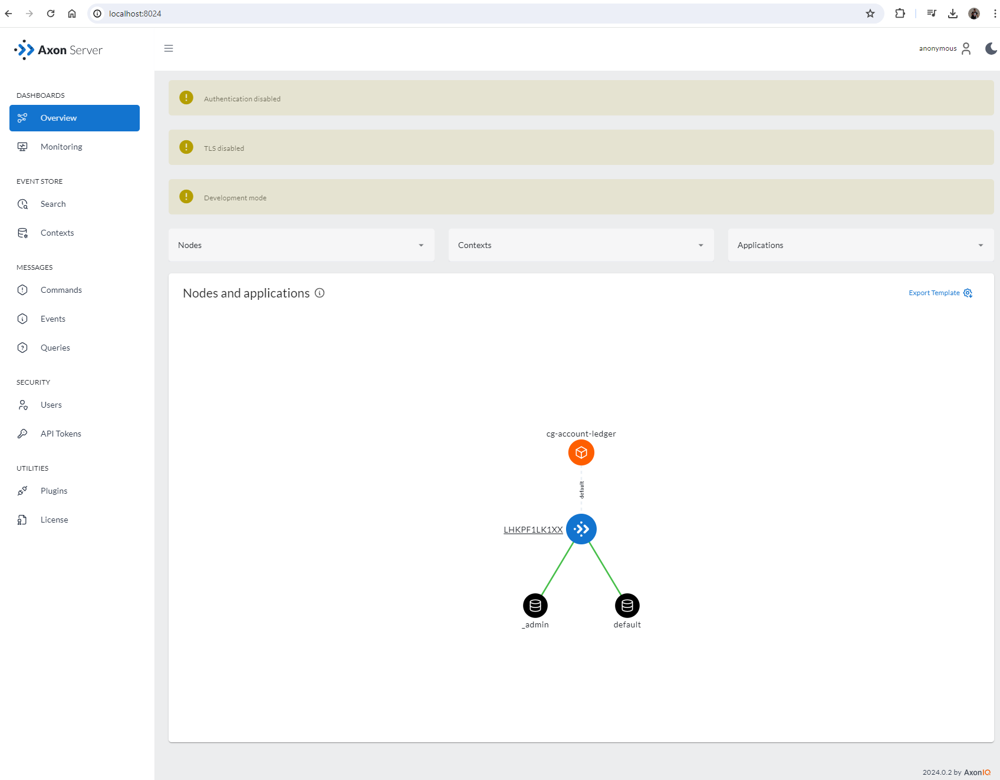 localhost:8024
Axon Server
anonymous
DASHBOARDS
Overview
Monitoring
EVENT STORE
Search
Contexts
MESSAGES
Commands
Events
Queries
SECURITY
Users
API Tokens
UTILITIES
Plugins
License
Authentication disabled
TLS disabled
Development mode
Nodes
Contexts
Applications
Nodes and applications
Export Template
cg-account-ledger
default
LHKPF1LK1XX
_admin
default
2024.0.2 by AxonIQ